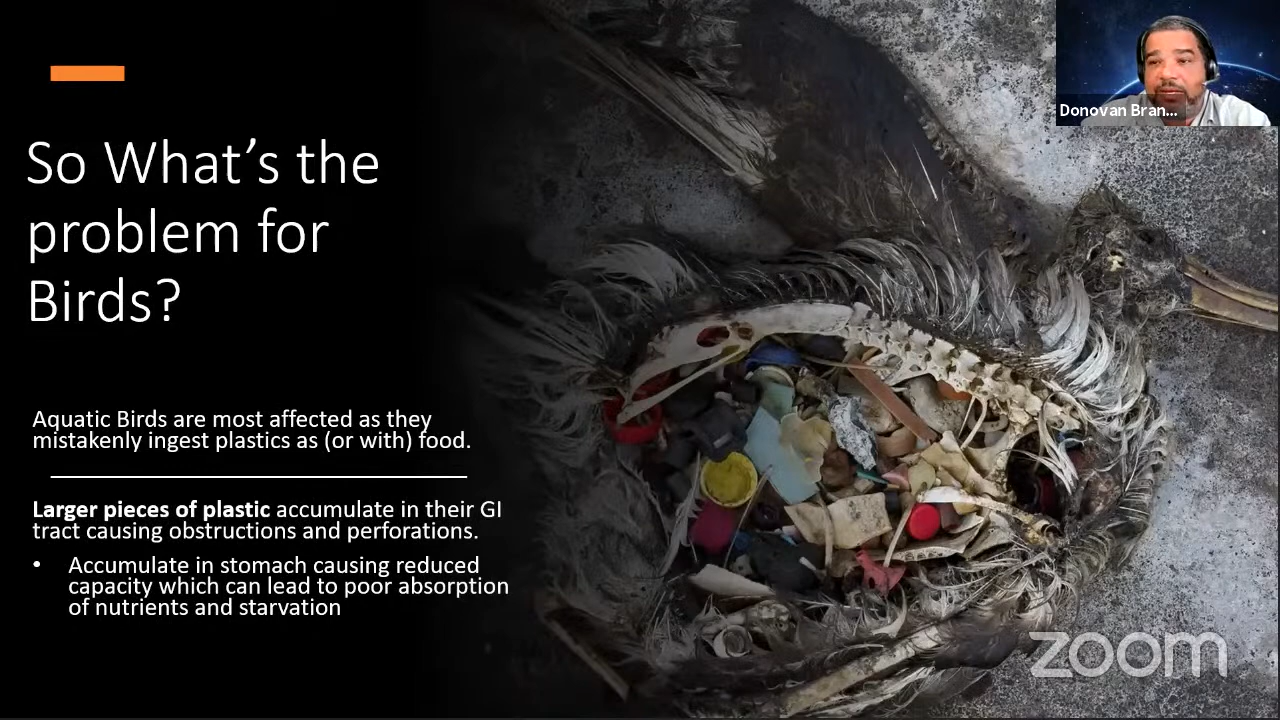 So What’s the
problem for
Birds?
Aquatic Birds are most affected as they
mistakenly ingest plastics as (or with) food.
Larger pieces of plastic accumulate in their GI
tract causing obstructions and perforations.
• Accumulate in stomach causing reduced
capacity which can lead to poor absorption
of nutrients and starvation
Donovan Bran...
zoom